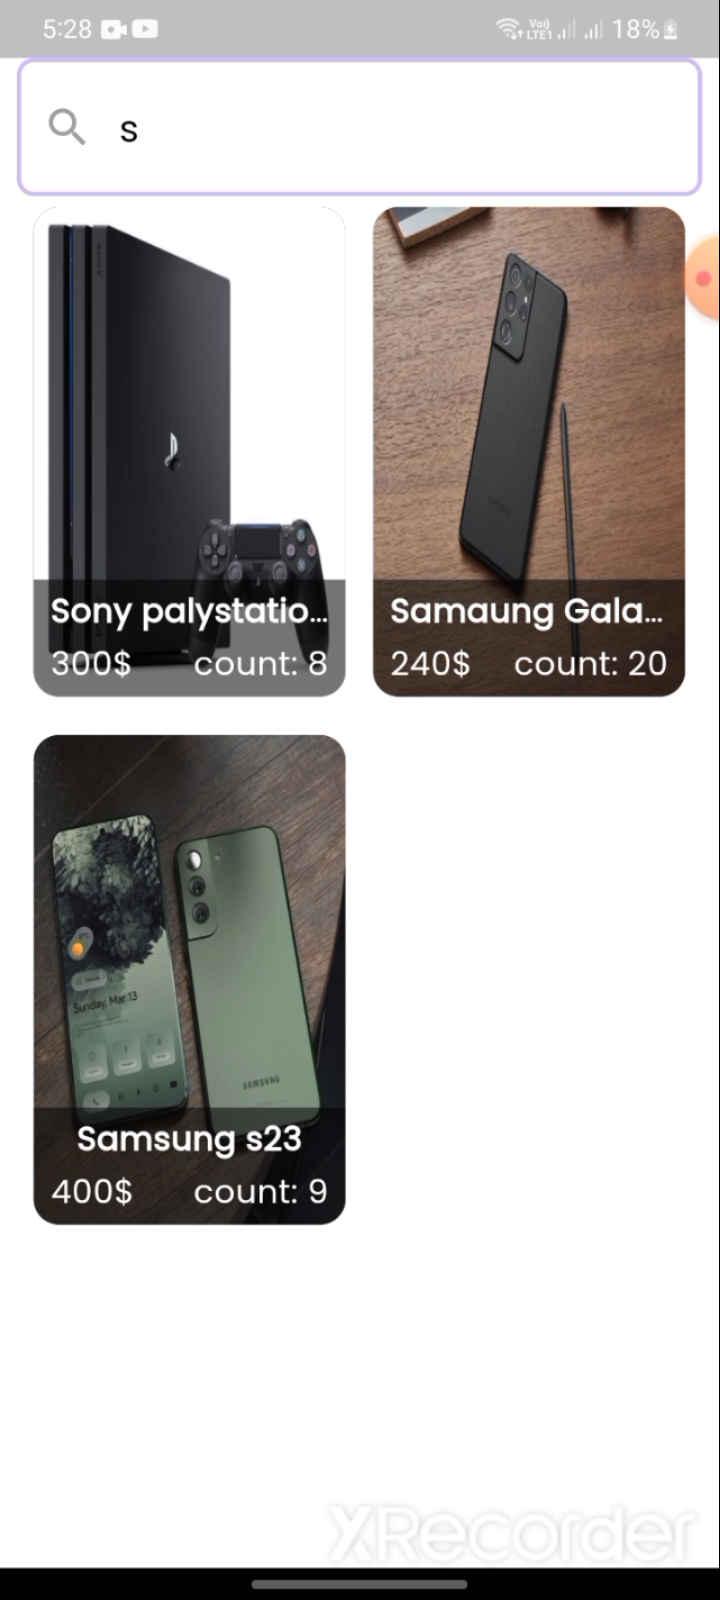 5:28
Vo)) LTE1 18%
s
SONY
Sony palystatio...
300$ count: 8
Samaung Gala...
240$ count: 20
Sunday, Mar 13
SAMSUNG
Samsung s23
400$ count: 9
XRecorder